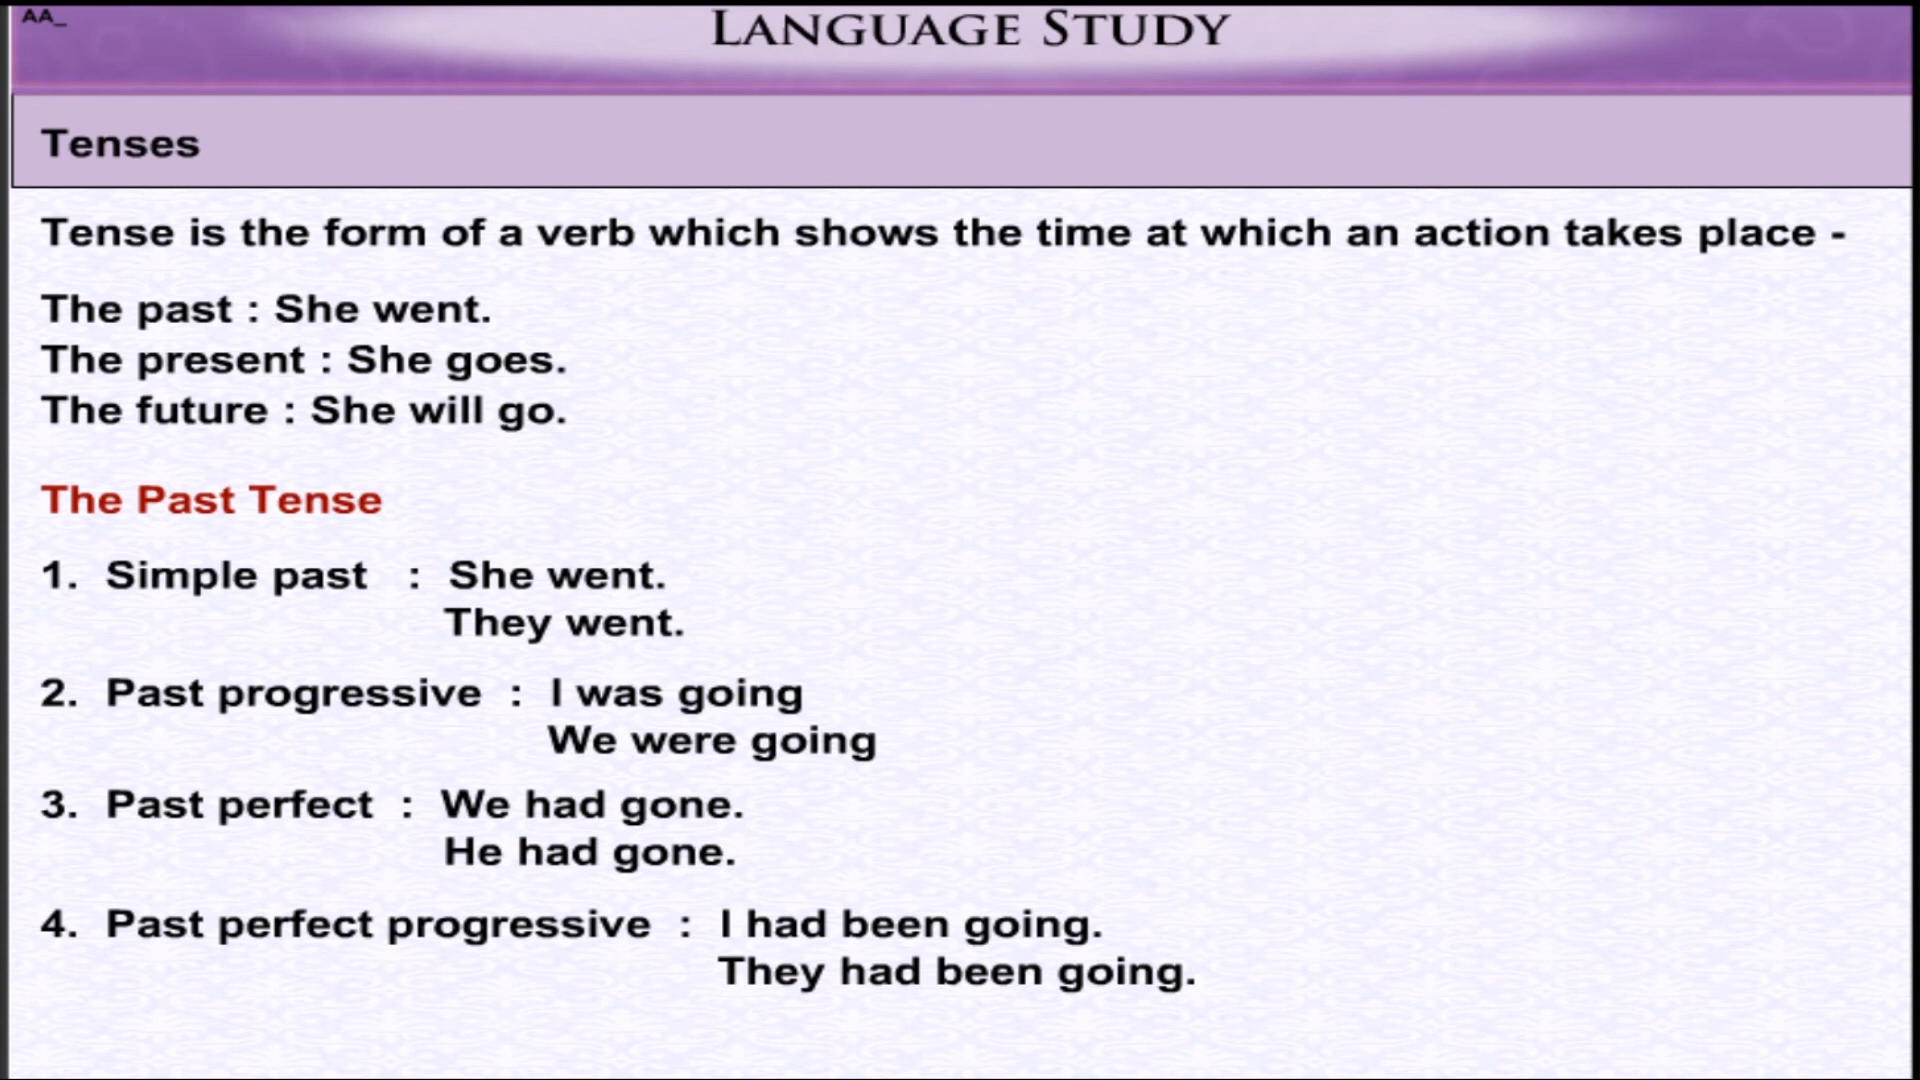 AA_
LANGUAGE STUDY
Tenses
Tense is the form of a verb which shows the time at which an action takes place -
The past : She went.
The present : She goes.
The future : She will go.
The Past Tense
1. Simple past : She went.
They went.
2. Past progressive : I was going
We were going
3. Past perfect : We had gone.
He had gone.
4. Past perfect progressive : I had been going.
They had been going.